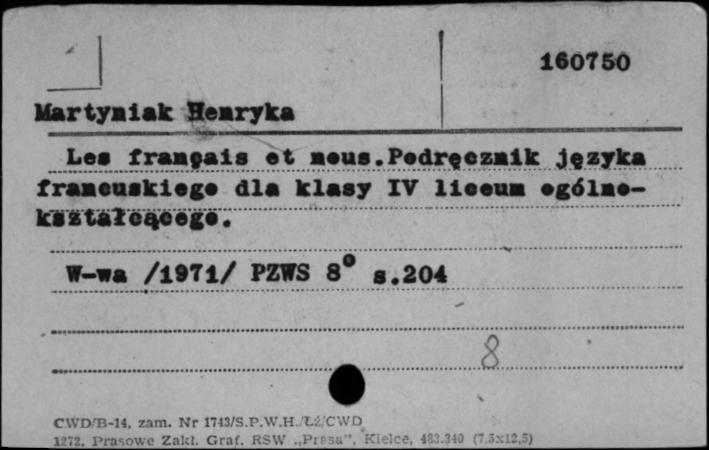 160750
Martyniak Henryka
Les français et nous.Podręcznik języka
francuskiego dla klasy IV liceum ogólno-
kształcącego.
W-wa /1971/ PZWS 8° s.204
8
CWD/B-14, zam. Nr 1743/S.P.W.H./Łź/CWD
1272. Prasowe Zakł. Graf. RSW „Prasa”, Kielce, 483.340 (7,5x12,5)